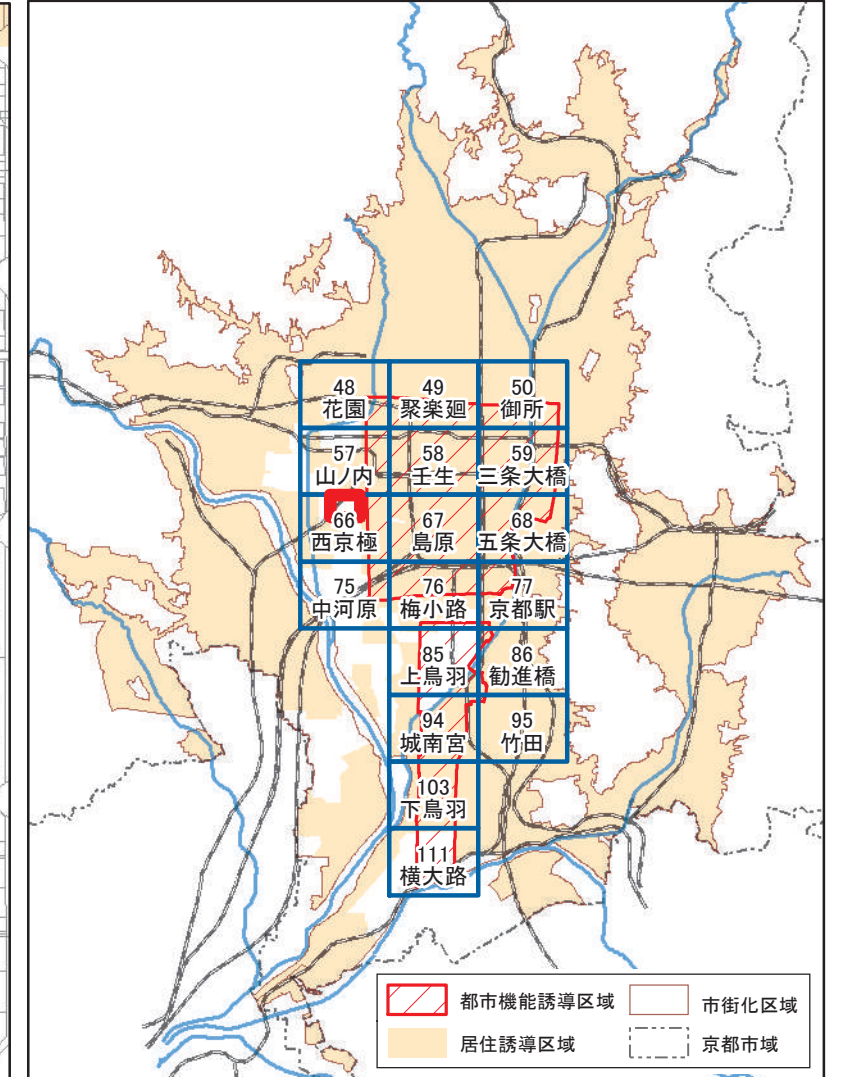 48
花園
49
聚楽廻
50
御所
57
山ノ内
58
壬生
59
三条大橋
66
西京極
67
島原
68
五条大橋
75
中河原
76
梅小路
77
京都駅
85
上鳥羽
86
勧進橋
94
城南宮
95
竹田
103
下鳥羽
111
横大路
都市機能誘導区域
市街化区域
居住誘導区域
京都市域